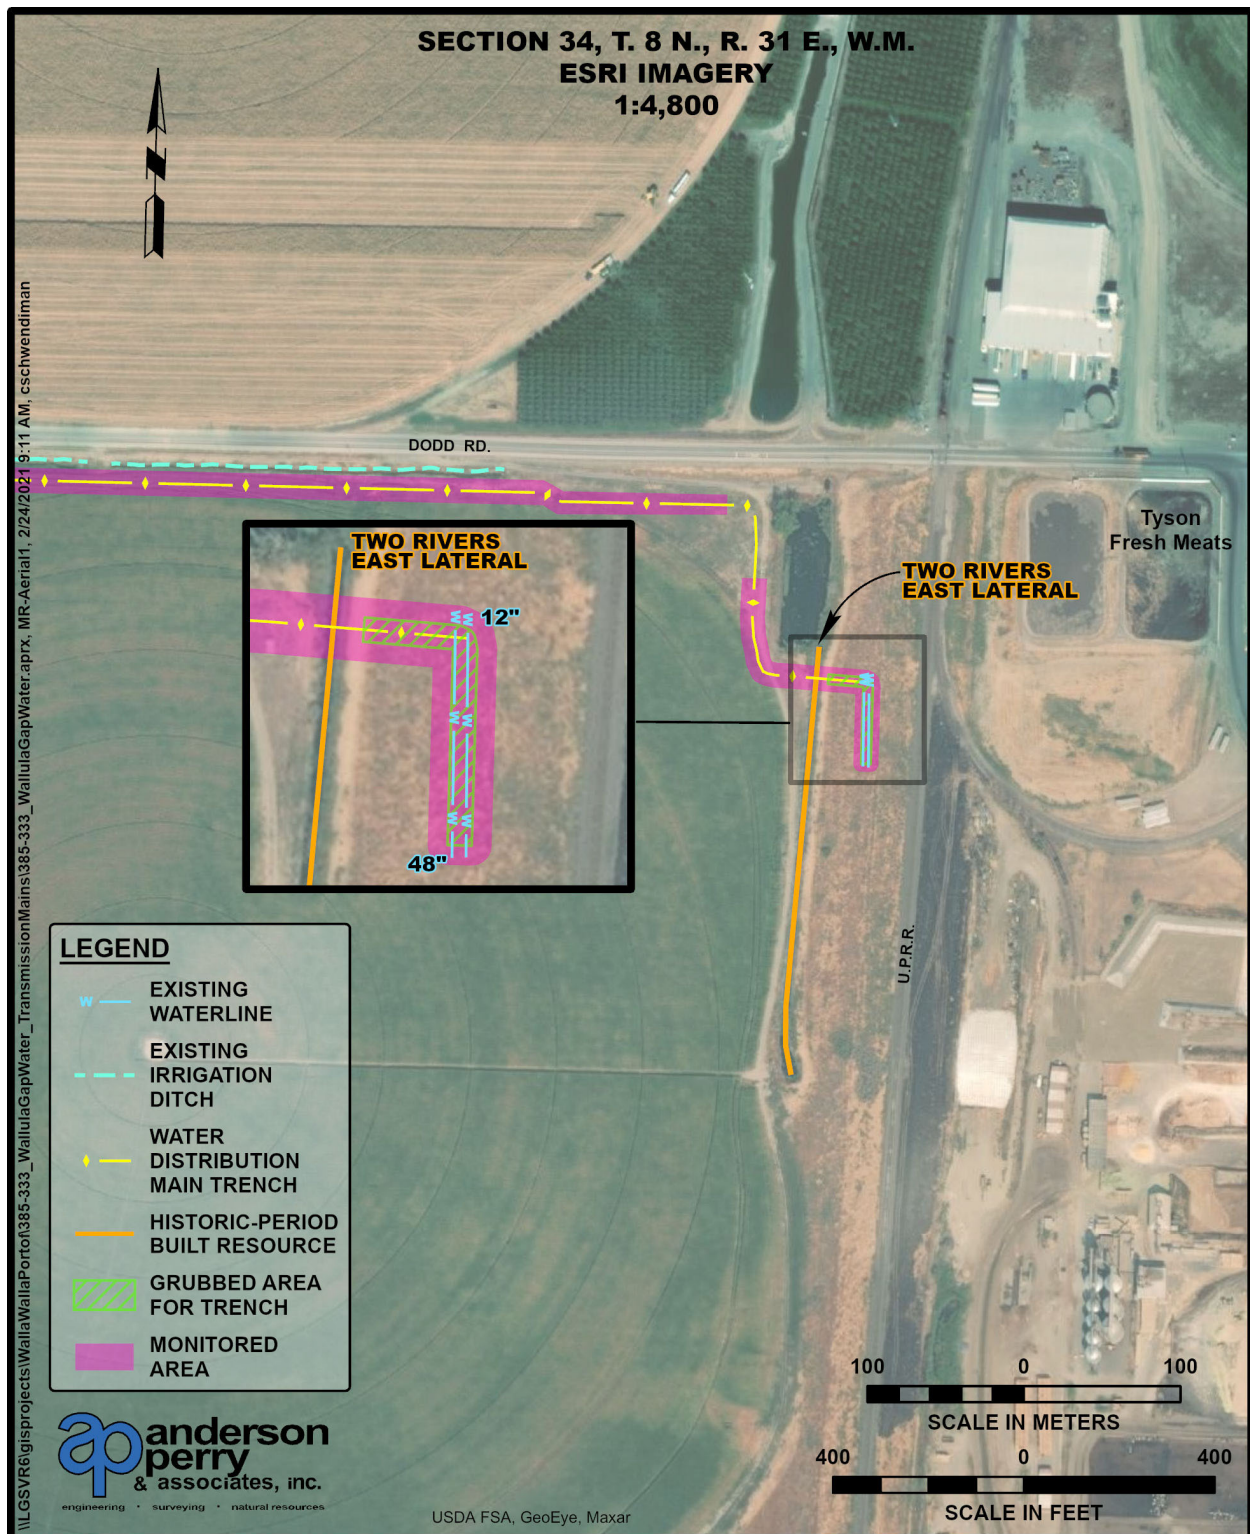 SECTION 34, T. 8 N., R. 31 E., W.M.
ESRI IMAGERY
1:4,800
N
\\LGSVR6\gisprojects\WallaWallaPortof\385-333_WallulaGapWater_TransmissionMains\385-333_WallulaGapWater.aprx, MR-Aerial1, 2/24/2021 9:11 AM, cschwendiman
DODD RD.
Tyson
Fresh Meats
TWO RIVERS
EAST LATERAL
12"
W W
W W
W W
48"
TWO RIVERS
EAST LATERAL
W
U.P.R.R.
LEGEND
W
EXISTING
WATERLINE
EXISTING
IRRIGATION
DITCH
WATER
DISTRIBUTION
MAIN TRENCH
HISTORIC-PERIOD
BUILT RESOURCE
GRUBBED AREA
FOR TRENCH
MONITORED
AREA
100 0 100
SCALE IN METERS
400 0 400
SCALE IN FEET
ap
anderson
perry
& associates, inc.
engineering · surveying · natural resources
USDA FSA, GeoEye, Maxar